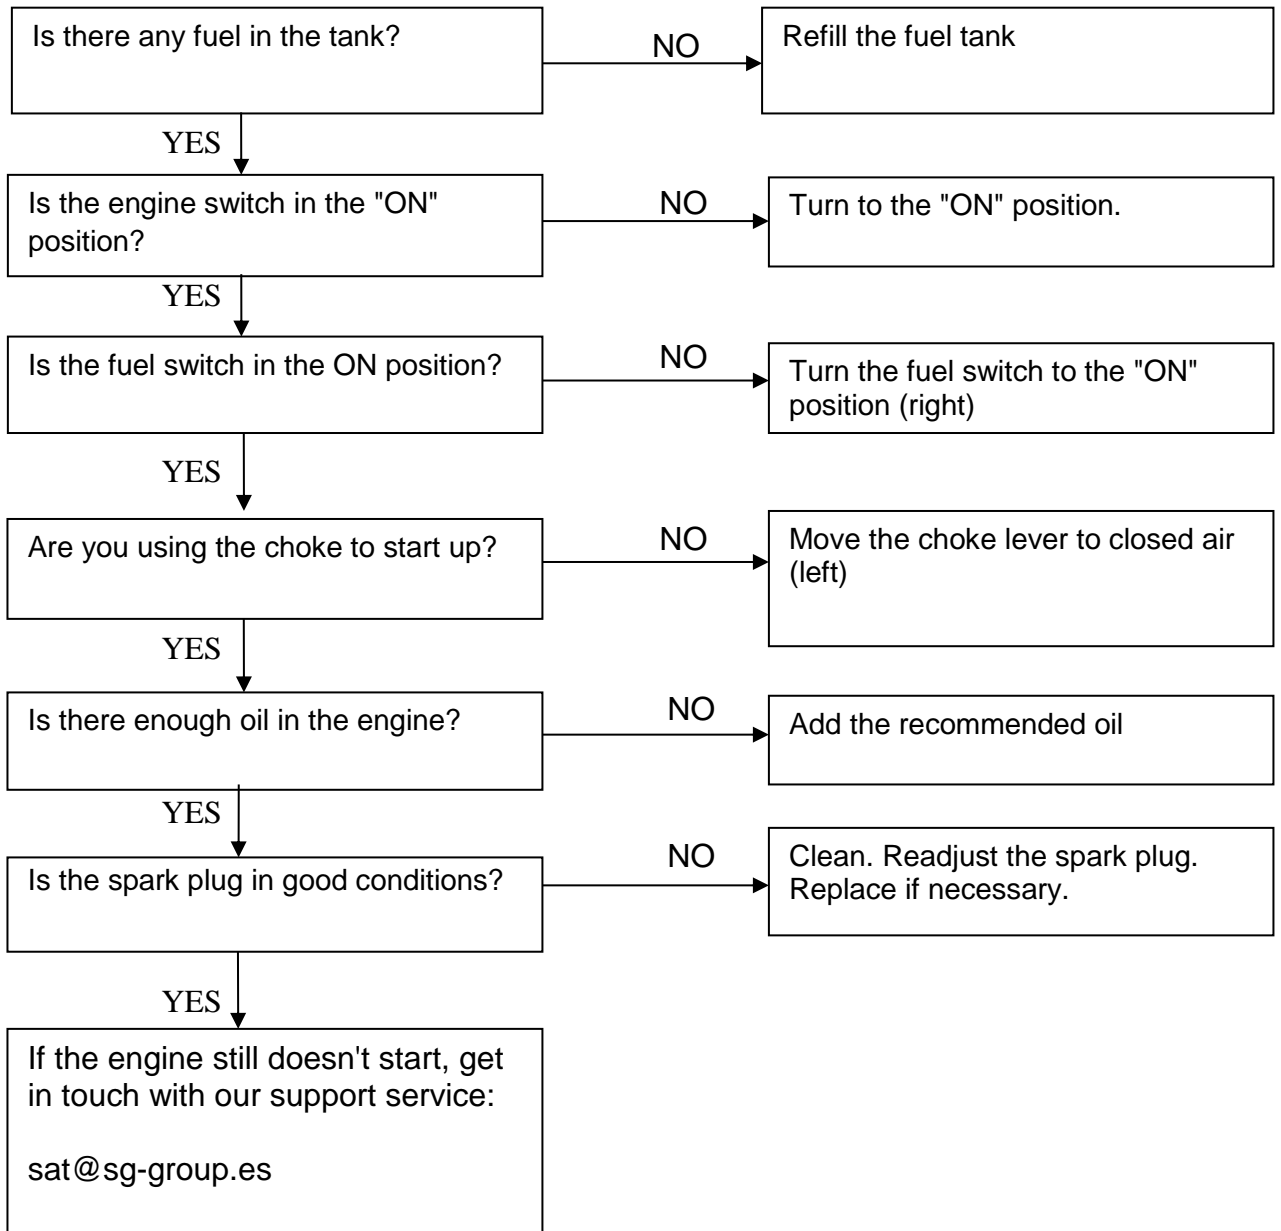 Is there any fuel in the tank?
NO
Refill the fuel tank
YES
Is the engine switch in the "ON"
position?
NO
Turn to the "ON" position.
YES
Is the fuel switch in the ON position?
NO
Turn the fuel switch to the "ON"
position (right)
YES
Are you using the choke to start up?
NO
Move the choke lever to closed air
(left)
YES
Is there enough oil in the engine?
NO
Add the recommended oil
YES
Is the spark plug in good conditions?
NO
Clean. Readjust the spark plug.
Replace if necessary.
YES
If the engine still doesn't start, get
in touch with our support service:
sat@sg-group.es